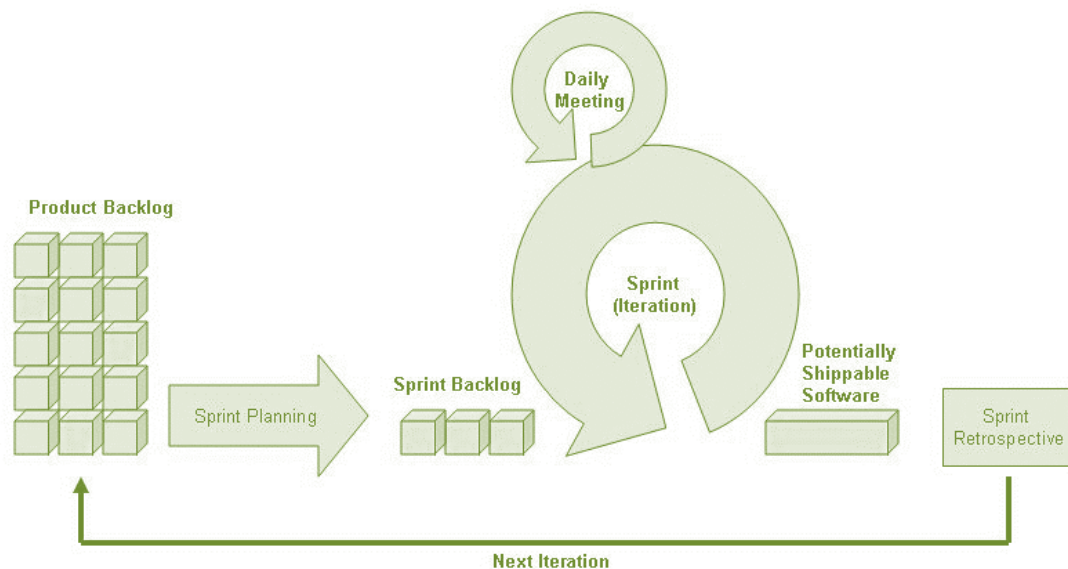 Daily
Meeting
Product Backlog
Sprint
(Iteration)
Sprint Planning
Sprint Backlog
Potentially
Shippable
Software
Sprint
Retrospective
Next Iteration